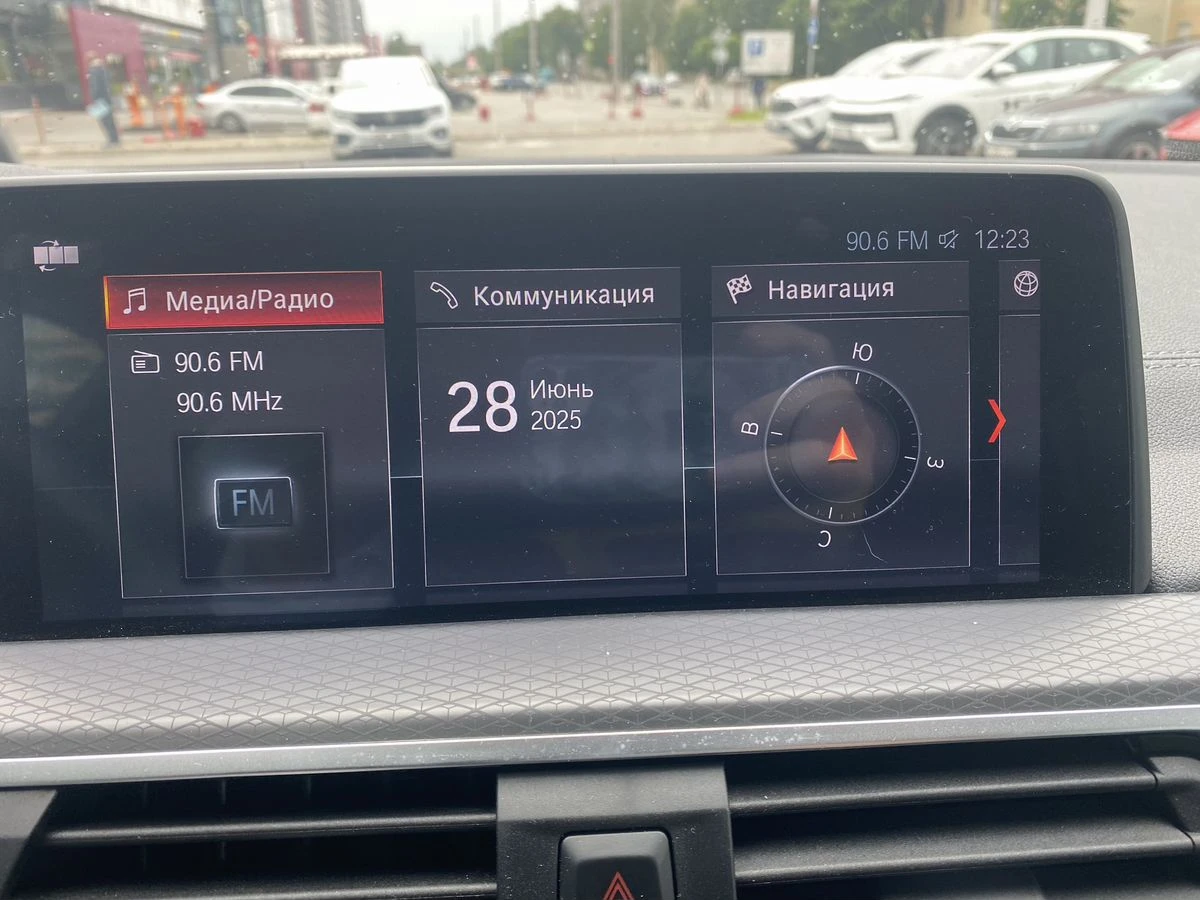 90.6 FM 12:23
Медиа/Радио
90.6 FM
90.6 MHz
FM
Коммуникация
28 Июнь
2025
Навигация
Ю
В
З
С